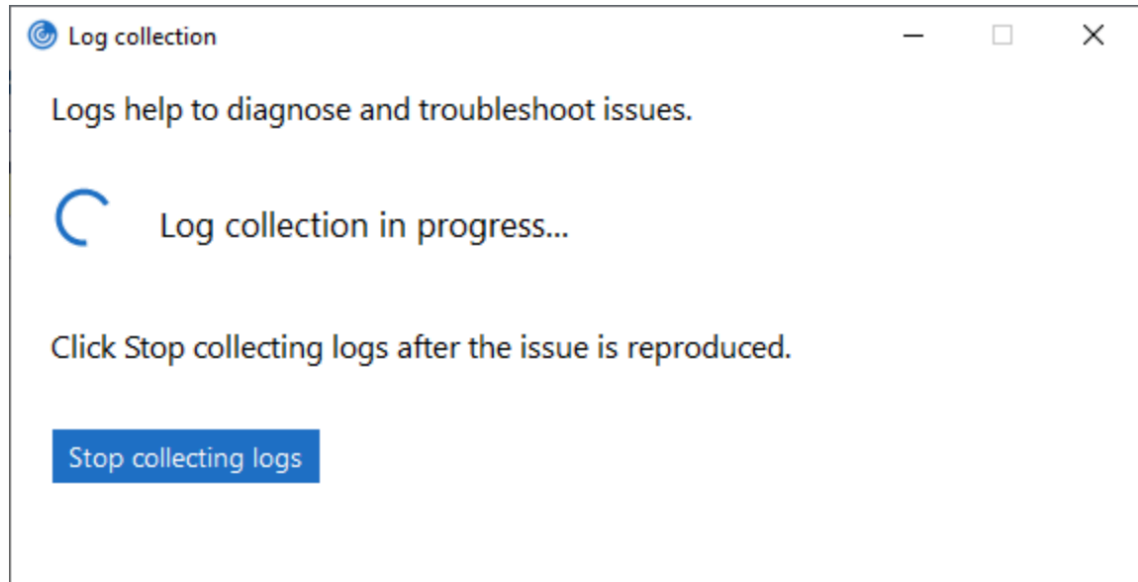 Log collection
Logs help to diagnose and troubleshoot issues.
Log collection in progress...
Click Stop collecting logs after the issue is reproduced.
Stop collecting logs